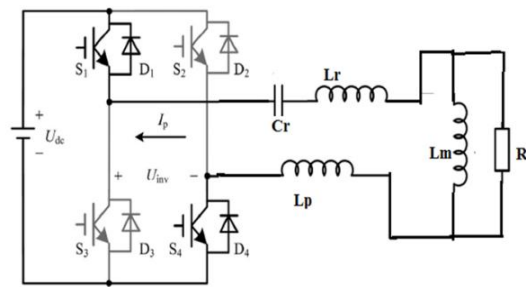 S1 D1 S2 D2
Lr
+
Udc
−
Ip
Cr
Lm R
+ Uinv −
Lp
S3 D3 S4 D4